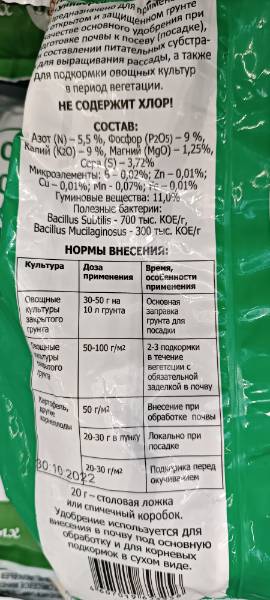 предназначено для
открытом и защищенном грунте
качестве основного удобрения при
почвы к посеву (посадке),
составлении питательных субстра-
для выращивания рассады, а также
для подкормки овощных культур
в период вегетации.
НЕ СОДЕРЖИТ ХЛОР!
СОСТАВ:
Азот (N) – 5,5 %, Фосфор (P2O5) – 9 %,
Калий (K2O) – 9 %, Магний (MgO) – 1,25%,
Сера (S) – 3,72%
Микроэлементы: B – 0,02%; Zn – 0,01%;
Cu – 0,01%; Mn – 0,07%; Fe – 0,01%
Гуминовые вещества: 11,0%
Полезные бактерии:
Bacillus Subtilis - 700 тыс. КОЕ/г,
Bacillus Mucilaginosus - 300 тыс. КОЕ/г
НОРМЫ ВНЕСЕНИЯ:
Культура
Доза
применения
Время,
особенности
применения
Овощные
культуры
закрытого
грунта
30-50 г на
10 л грунта
Основная
заправка
грунта для
посадки
Овощные
культуры
грунта
50-100 г/м2
2-3 подкормки
в течение
вегетации с
обязательной
заделкой в почву
Картофель,
другие
корнеплоды
50 г/м2
Внесение при
обработке почвы
20-30 г в лунку
Локально при
посадке
20-30 г/м2
Подкормка перед
окучиванием
30 10 2022
20 г – столовая ложка
или спичечный коробок.
Удобрение используется для
внесения в почву под основную
обработку и для корневых
подкормок в сухом виде.